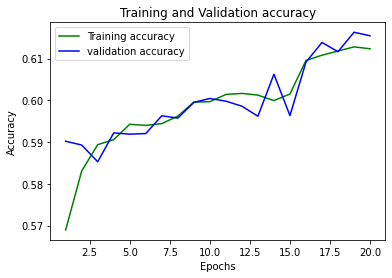 Training and Validation accuracy
Training accuracy
validation accuracy
Accuracy
0.61
0.60
0.59
0.58
0.57
2.5 5.0 7.5 10.0 12.5 15.0 17.5 20.0
Epochs